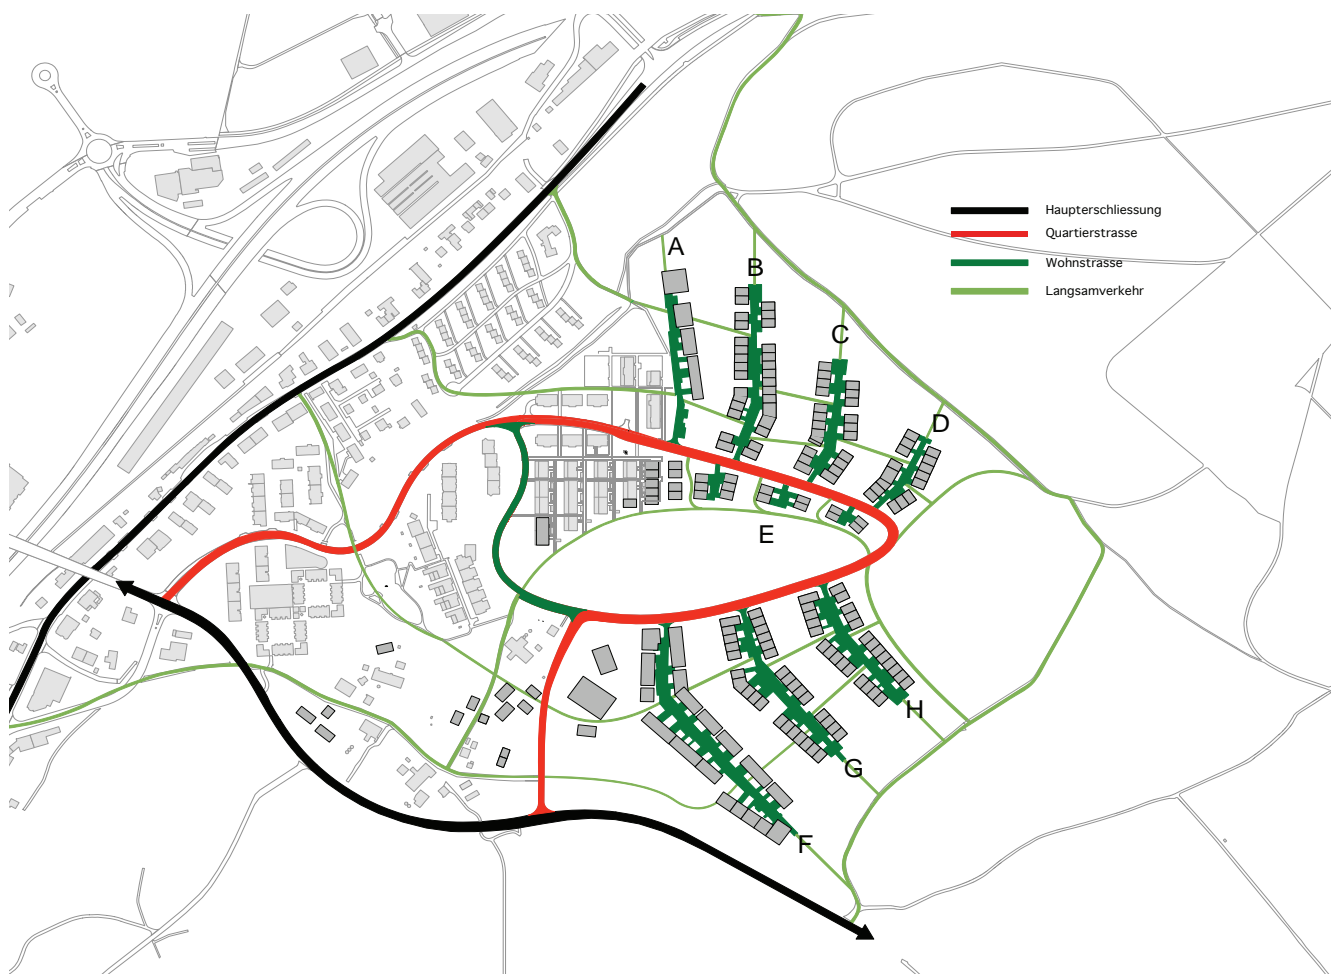 Haupterschliessung
Quartierstrasse
Wohnstrasse
Langsamverkehr
A
B
C
D
E
H
G
F